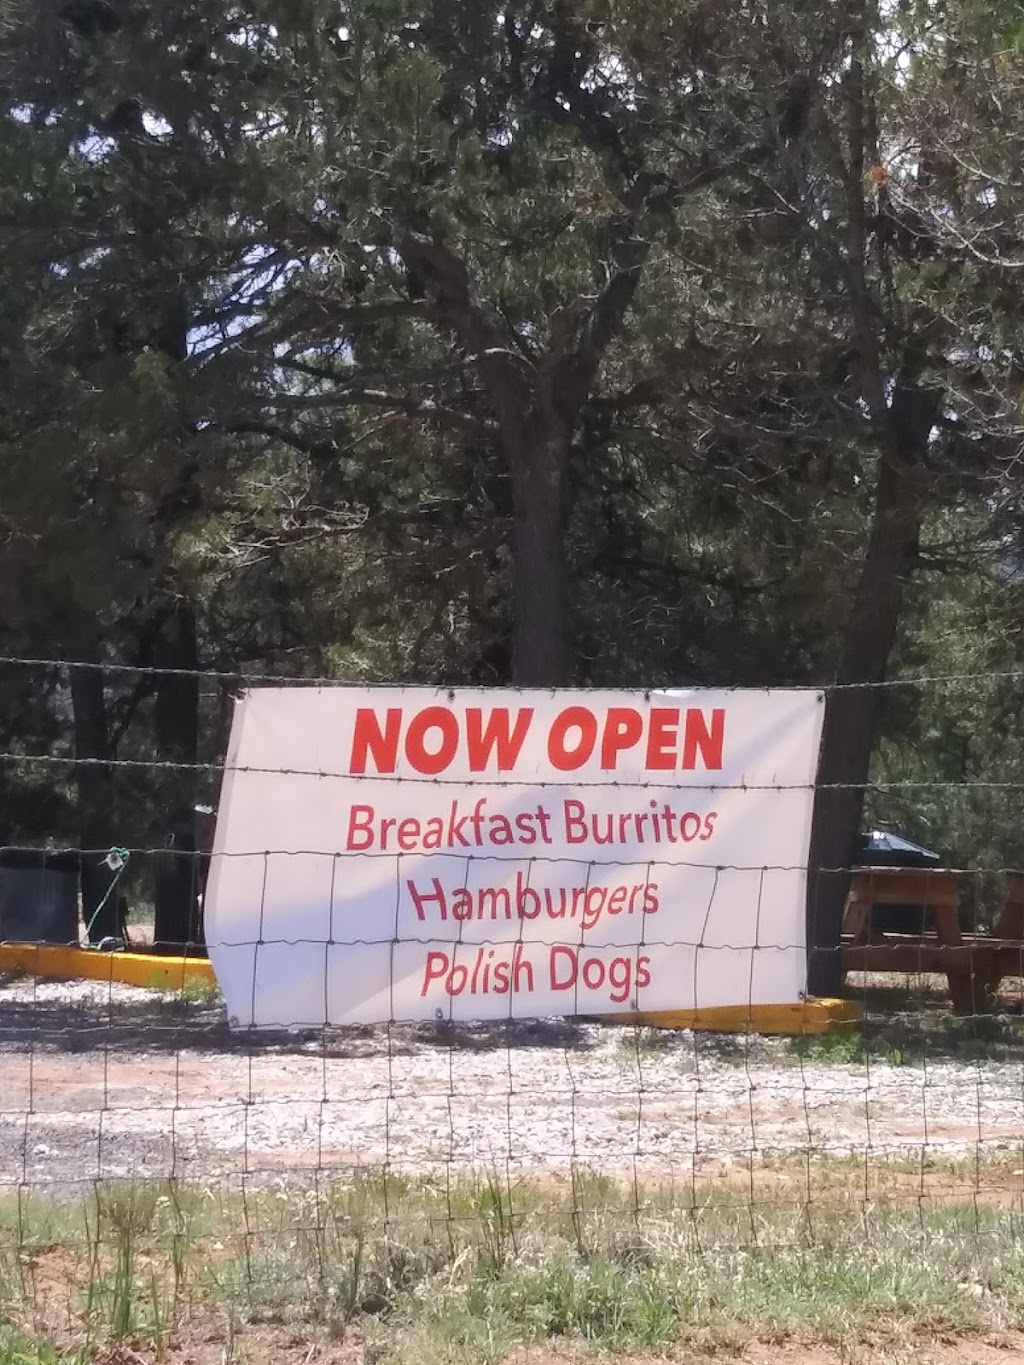 NOW OPEN
Breakfast Burritos
Hamburgers
Polish Dogs